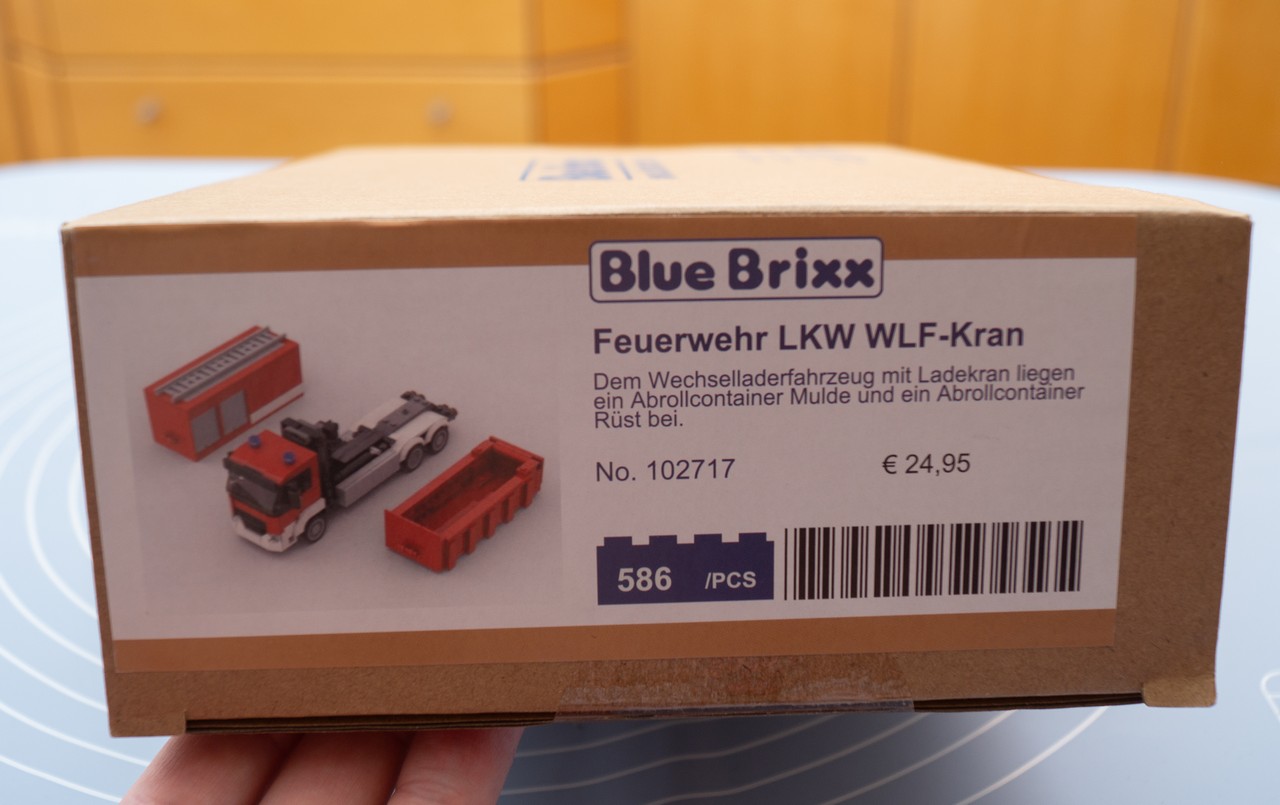 Blue Brixx
Feuerwehr LKW WLF-Kran
Dem Wechselladerfahrzeug mit Ladekran liegen
ein Abrollcontainer Mulde und ein Abrollcontainer
Rüst bei.
No. 102717 € 24,95
586 /PCS